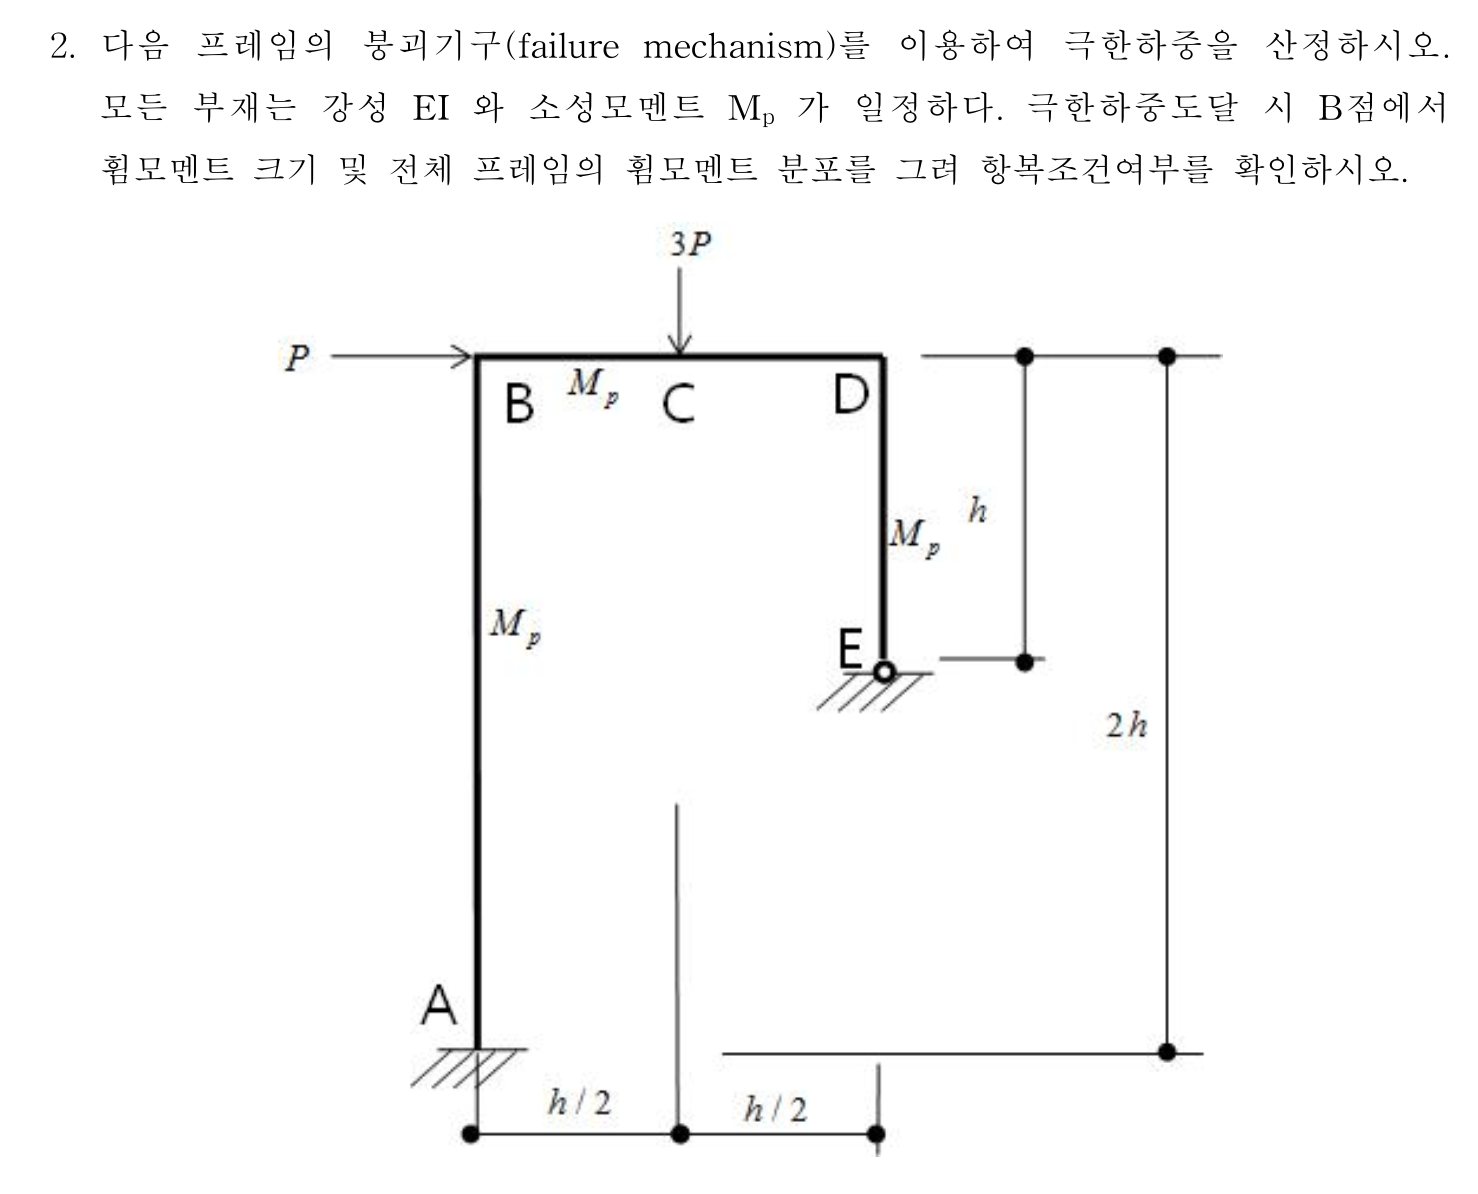 2. 다음 프레임의 붕괴기구(failure mechanism)를 이용하여 극한하중을 산정하시오.
모든 부재는 강성 EI 와 소성모멘트 Mp 가 일정하다. 극한하중도달 시 B점에서
휨모멘트 크기 및 전체 프레임의 휨모멘트 분포를 그려 항복조건여부를 확인하시오.
3P
P
B
Mp
C
D
h
Mp
Mp
E
2h
A
h/2
h/2